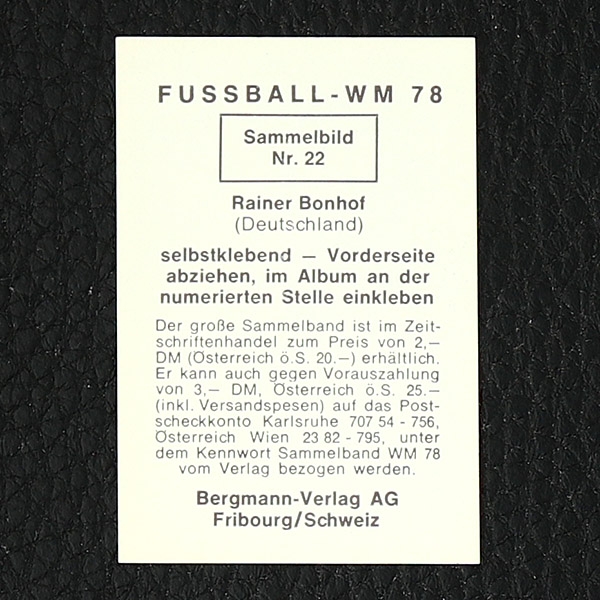 FUSSBALL-WM 78
Sammelbild
Nr. 22
Rainer Bonhof
(Deutschland)
selbstklebend – Vorderseite
abziehen, im Album an der
numerierten Stelle einkleben
Der große Sammelband ist im Zeit-
schriftenhandel zum Preis von 2,–
DM (Österreich ö.S. 20.–) erhältlich.
Er kann auch gegen Vorauszahlung
von 3,– DM, Österreich ö.S. 25.–
(inkl. Versandspesen) auf das Post-
scheckkonto Karlsruhe 707 54 - 756,
Österreich Wien 23 82 - 795, unter
dem Kennwort Sammelband WM 78
vom Verlag bezogen werden.
Bergmann-Verlag AG
Fribourg/Schweiz